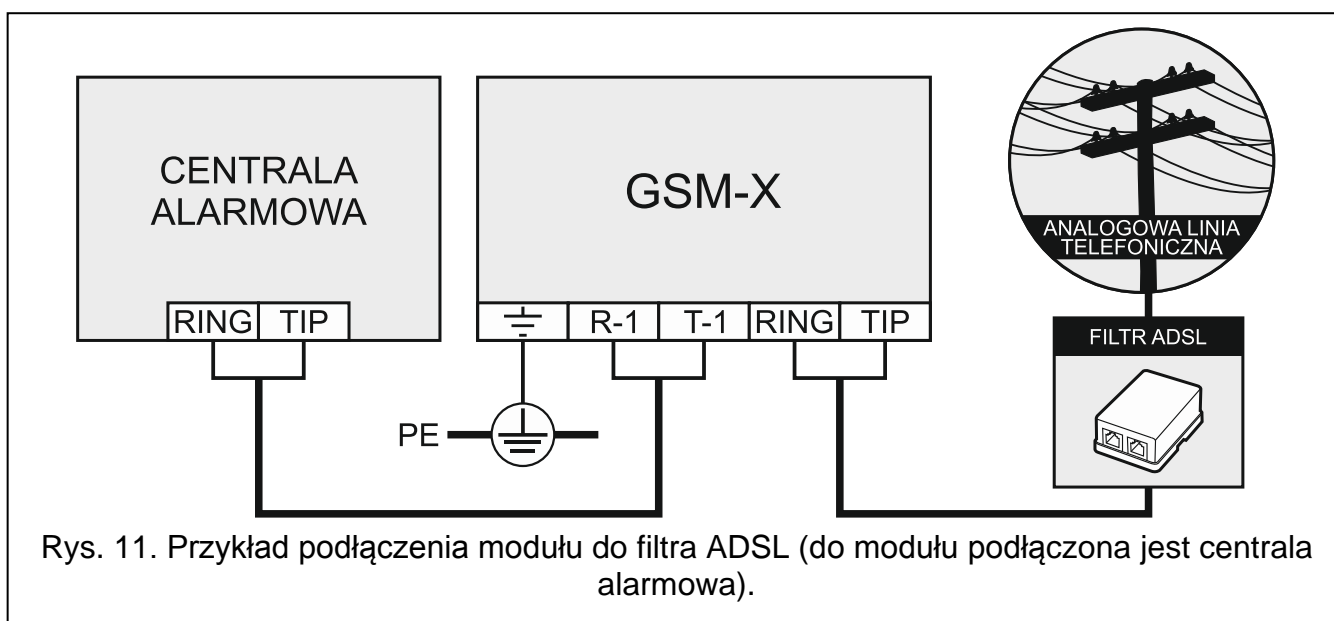 CENTRALA
ALARMOWA
RING TIP
GSM-X
R-1 T-1 RING TIP
PE
ANALOGOWA LINIA
TELEFONICZNA
FILTR ADSL
Rys. 11. Przykład podłączenia modułu do filtra ADSL (do modułu podłączona jest centrala
alarmowa).